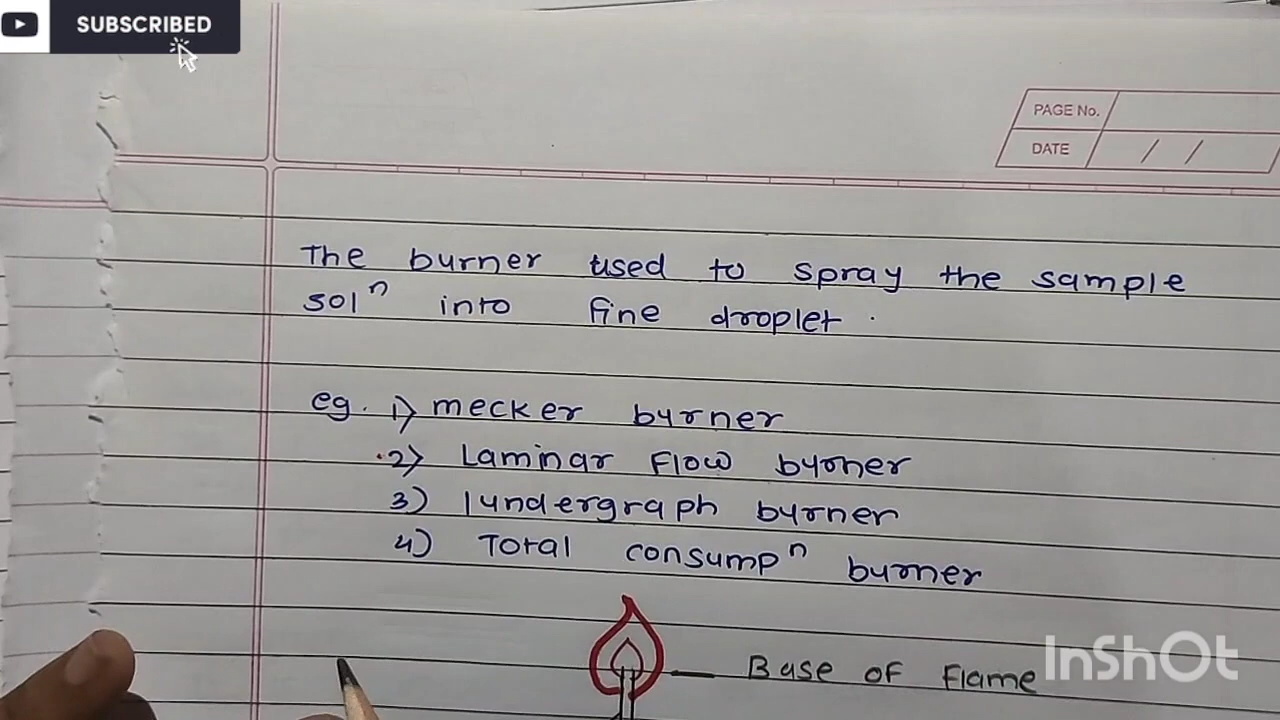 SUBSCRIBED
PAGE No.
DATE / /
The burner used to spray the sample
solⁿ into fine droplet.
eg. 1) mecker burner
2) Laminar Flow burner
3) lundergraph burner
4) Total consumpⁿ burner
Base of Flame
InShOt